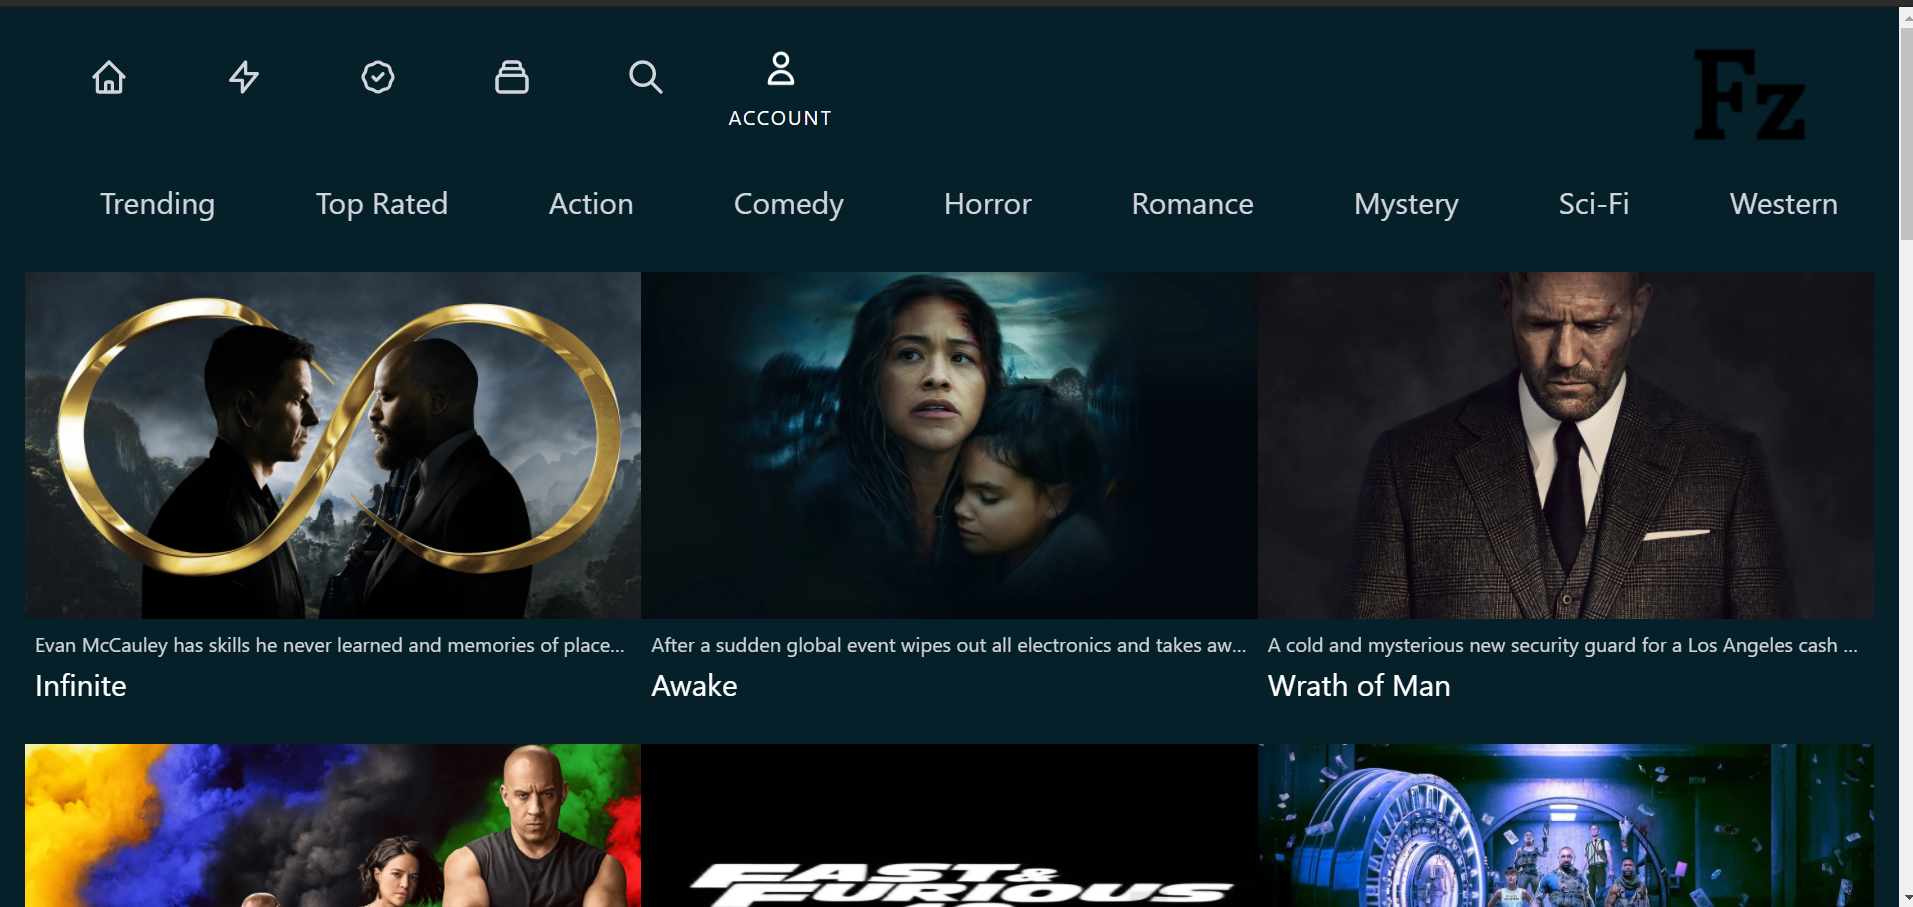 ACCOUNT
Fz
Trending Top Rated Action Comedy Horror Romance Mystery Sci-Fi Western
Evan McCauley has skills he never learned and memories of place...
Infinite
After a sudden global event wipes out all electronics and takes aw...
Awake
A cold and mysterious new security guard for a Los Angeles cash ...
Wrath of Man
FAST &
FURIOUS